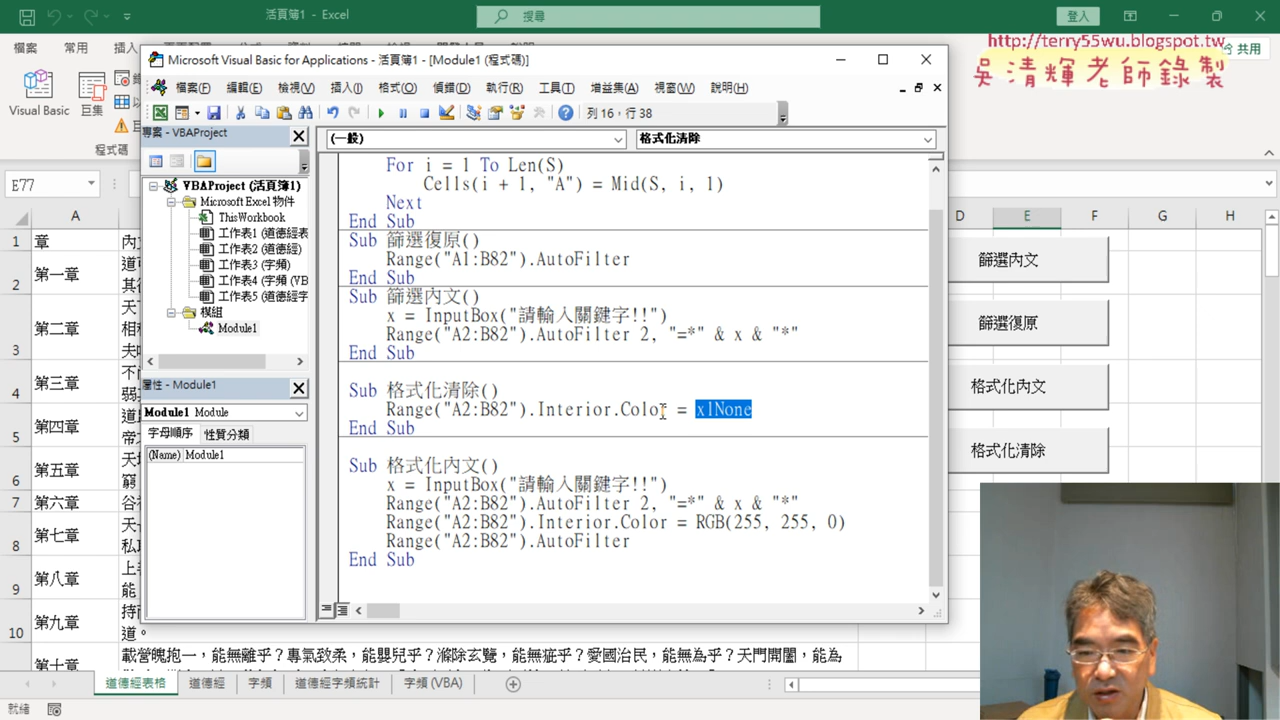 活頁簿1 - Excel
搜尋
登入
http://terry55wu.blogspot.tw
吳清輝老師錄製
共用
檔案
常用
插入
Visual Basic
巨集
程式碼
E77
Microsoft Visual Basic for Applications - 活頁簿1 - [Module1 (程式碼)]
檔案(F) 編輯(E) 檢視(V) 插入(I) 格式(O) 偵錯(D) 執行(R) 工具(T) 增益集(A) 視窗(W) 說明(H)
列 16，行 38
專案 - VBAProject
VBAProject (活頁簿1)
Microsoft Excel 物件
ThisWorkbook
工作表1 (道德經表
工作表2 (道德經)
工作表3 (字頻)
工作表4 (字頻 (VB
工作表5 (道德經字
模組
Module1
屬性 - Module1
Module1 Module
字母順序 性質分類
(Name) Module1
(一般)
格式化清除
For i = 1 To Len(S)
Cells(i + 1, "A") = Mid(S, i, 1)
Next
End Sub
Sub 篩選復原()
Range("A1:B82").AutoFilter
End Sub
Sub 篩選內文()
x = InputBox("請輸入關鍵字!!")
Range("A2:B82").AutoFilter 2, "=*" & x & "*"
End Sub
Sub 格式化清除()
Range("A2:B82").Interior.Color = xlNone
End Sub
Sub 格式化內文()
x = InputBox("請輸入關鍵字!!")
Range("A2:B82").AutoFilter 2, "=*" & x & "*"
Range("A2:B82").Interior.Color = RGB(255, 255, 0)
Range("A2:B82").AutoFilter
End Sub
A D E F G H
1 章
2 第一章
3 第二章
4 第三章
5 第四章
6 第五章
7 第六章
8 第七章
9 第八章
10 第九章
道。
第十
載營魄抱一，能無離乎？專氣致柔，能嬰兒乎？滌除玄覽，能無疵乎？愛國治民，能無為乎？天門開闔，能為
篩選內文
篩選復原
格式化內文
格式化清除
道德經表格 道德經 字頻 道德經字頻統計 字頻 (VBA)
就緒